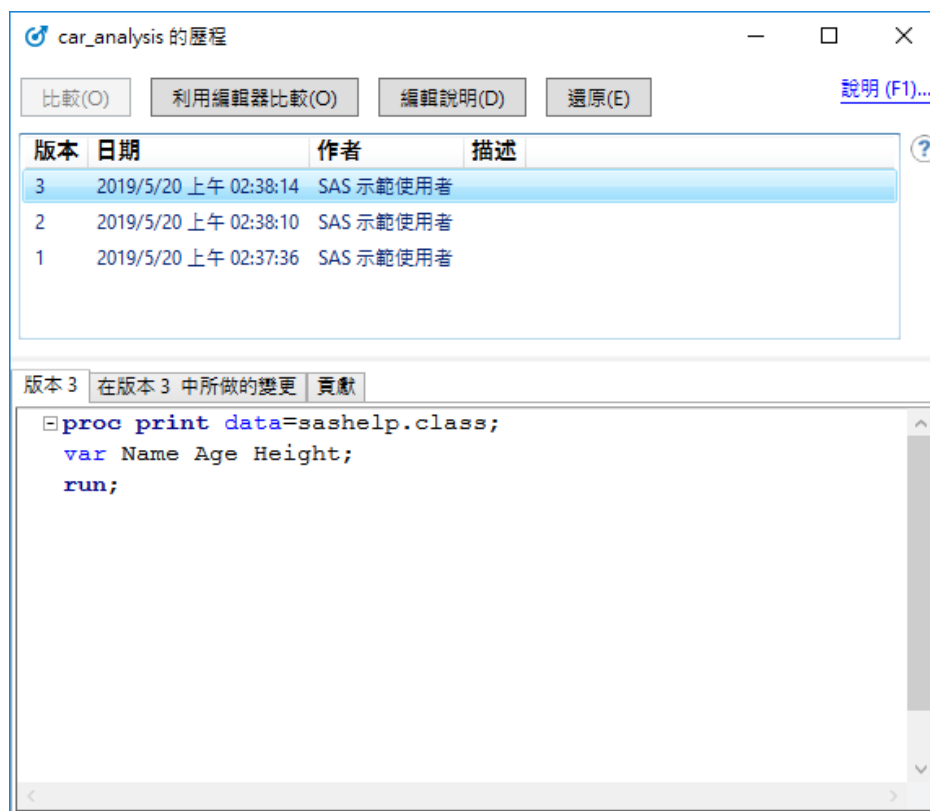 car_analysis 的歷程
比較(O) 利用編輯器比較(O) 編輯說明(D) 還原(E) 說明 (F1)...
版本 日期 作者 描述
3 2019/5/20 上午 02:38:14 SAS 示範使用者
2 2019/5/20 上午 02:38:10 SAS 示範使用者
1 2019/5/20 上午 02:37:36 SAS 示範使用者
版本 3 在版本 3 中所做的變更 貢獻
proc print data=sashelp.class;
var Name Age Height;
run;